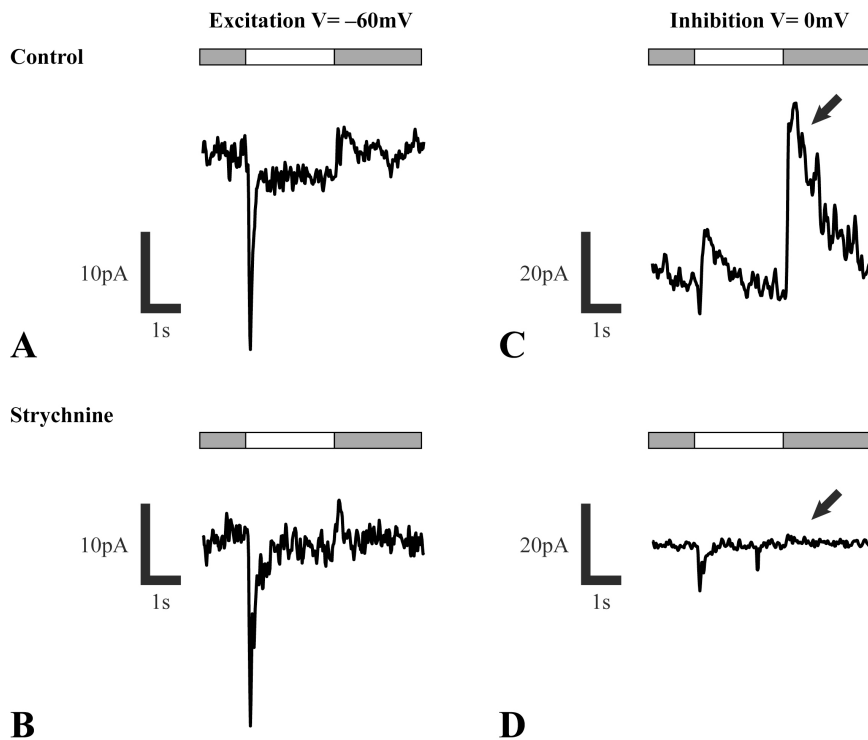 Excitation V= –60mV
Inhibition V= 0mV
Control
10pA
1s
20pA
1s
A
C
Strychnine
10pA
1s
20pA
1s
B
D